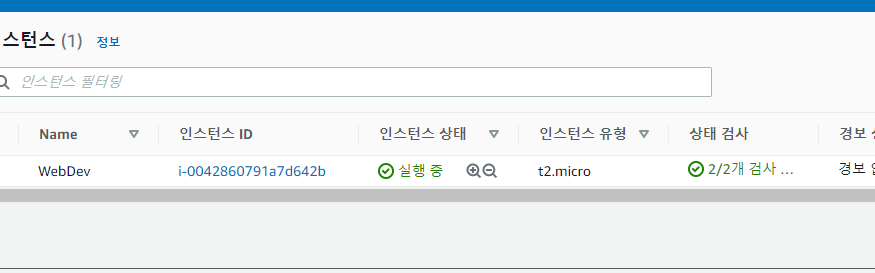 스턴스 (1) 정보
인스턴스 필터링
Name 인스턴스 ID 인스턴스 상태 인스턴스 유형 상태 검사 경보
WebDev i-0042860791a7d642b 실행 중 t2.micro 2/2개 검사 ... 경보